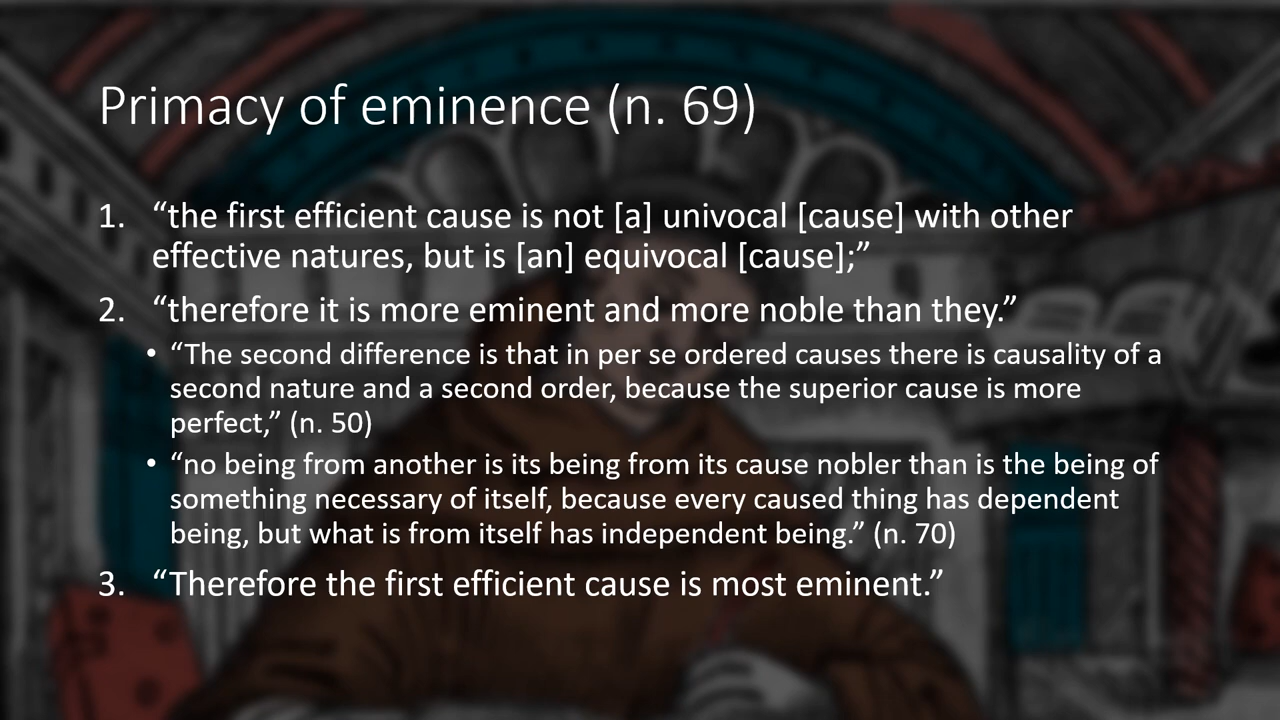 Primacy of eminence (n. 69)
1. “the first efficient cause is not [a] univocal [cause] with other
effective natures, but is [an] equivocal [cause];”
2. “therefore it is more eminent and more noble than they.”
• “The second difference is that in per se ordered causes there is causality of a
second nature and a second order, because the superior cause is more
perfect,” (n. 50)
• “no being from another is its being from its cause nobler than is the being of
something necessary of itself, because every caused thing has dependent
being, but what is from itself has independent being.” (n. 70)
3. “Therefore the first efficient cause is most eminent.”